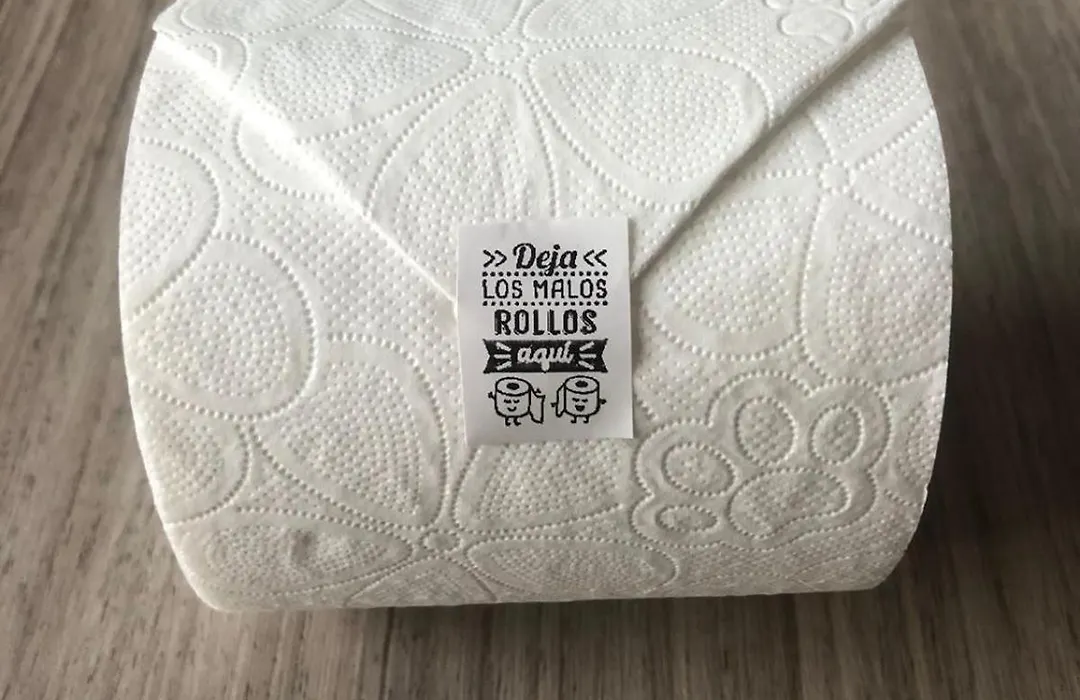 >> Deja <<
LOS MALOS
ROLLOS
aquí